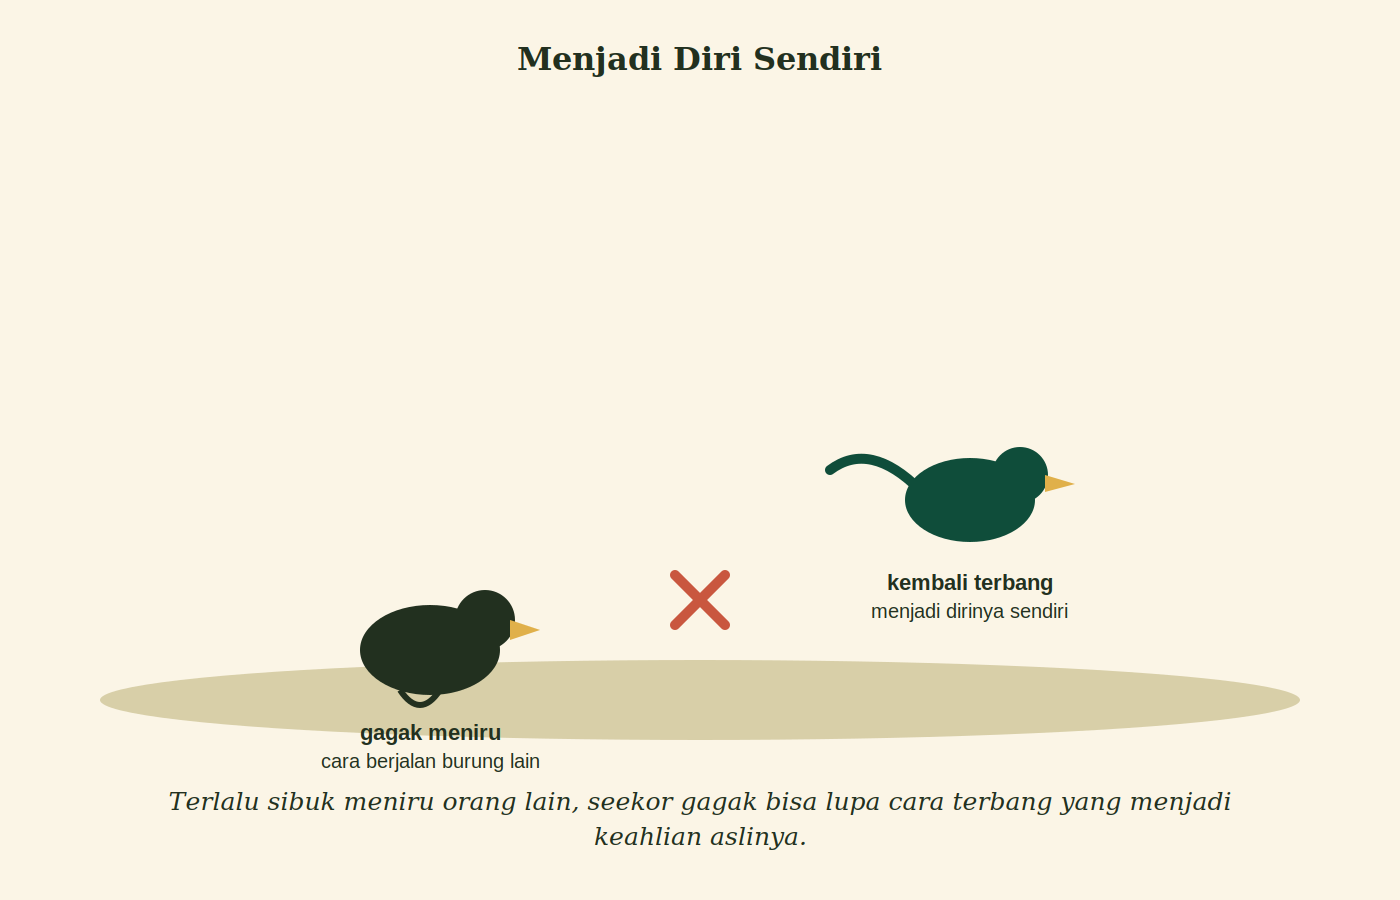 Menjadi Diri Sendiri
kembali terbang
menjadi dirinya sendiri
gagak meniru
cara berjalan burung lain
Terlalu sibuk meniru orang lain, seekor gagak bisa lupa cara terbang yang menjadi
keahlian aslinya.